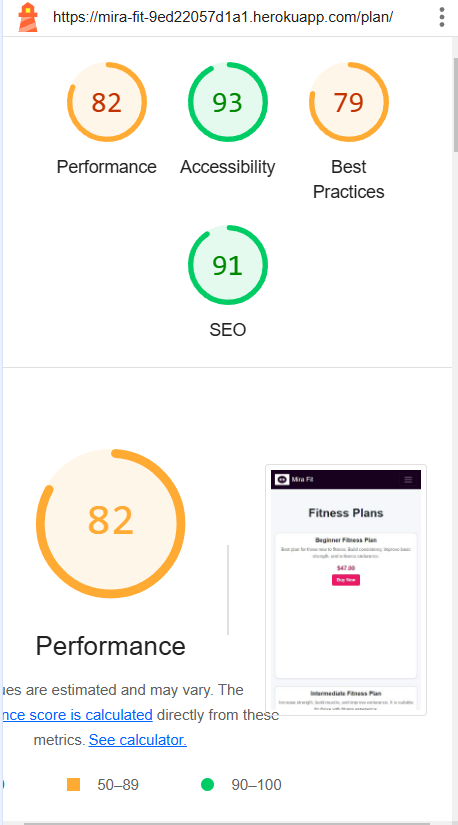 https://mira-fit-9ed22057d1a1.herokuapp.com/plan/
82
93
79
Performance
Accessibility
Best
Practices
91
SEO
82
Performance
Mira Fit
Fitness Plans
Beginner Fitness Plan
Best plan for those new to fitness. Build consistency, improve basic
strength, and enhance endurance.
$47.00
Buy Now
Intermediate Fitness Plan
Increase strength, build muscle, and improve endurance. It is suitable
for those with fitness experience.
ues are estimated and may vary. The
nce score is calculated directly from these
metrics. See calculator.
50–89
90–100